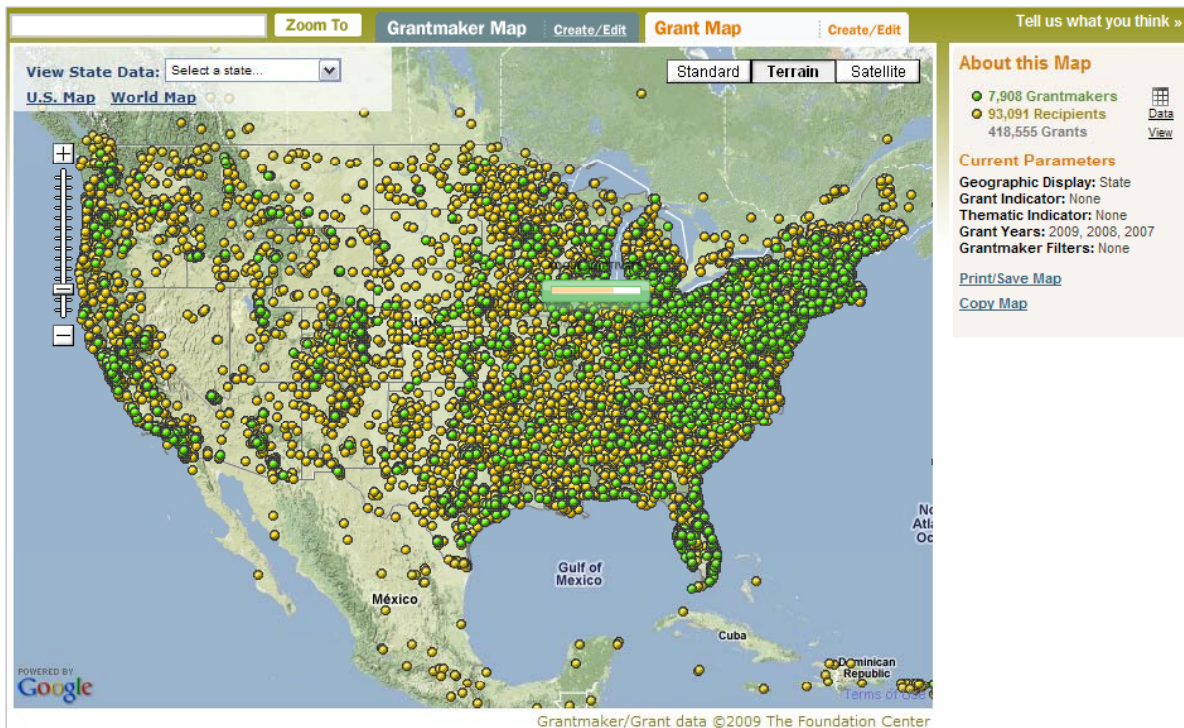 Zoom To
Grantmaker Map Create/Edit
Grant Map Create/Edit
Tell us what you think »
View State Data: Select a state...
U.S. Map World Map
Standard Terrain Satellite
About this Map
7,908 Grantmakers
93,091 Recipients
418,555 Grants
Data
View
Current Parameters
Geographic Display: State
Grant Indicator: None
Thematic Indicator: None
Grant Years: 2009, 2008, 2007
Grantmaker Filters: None
Print/Save Map
Copy Map
Gulf of
Mexico
México
Cuba
Dominican
Republic
POWERED BY
Google
Terms of Use
Grantmaker/Grant data ©2009 The Foundation Center